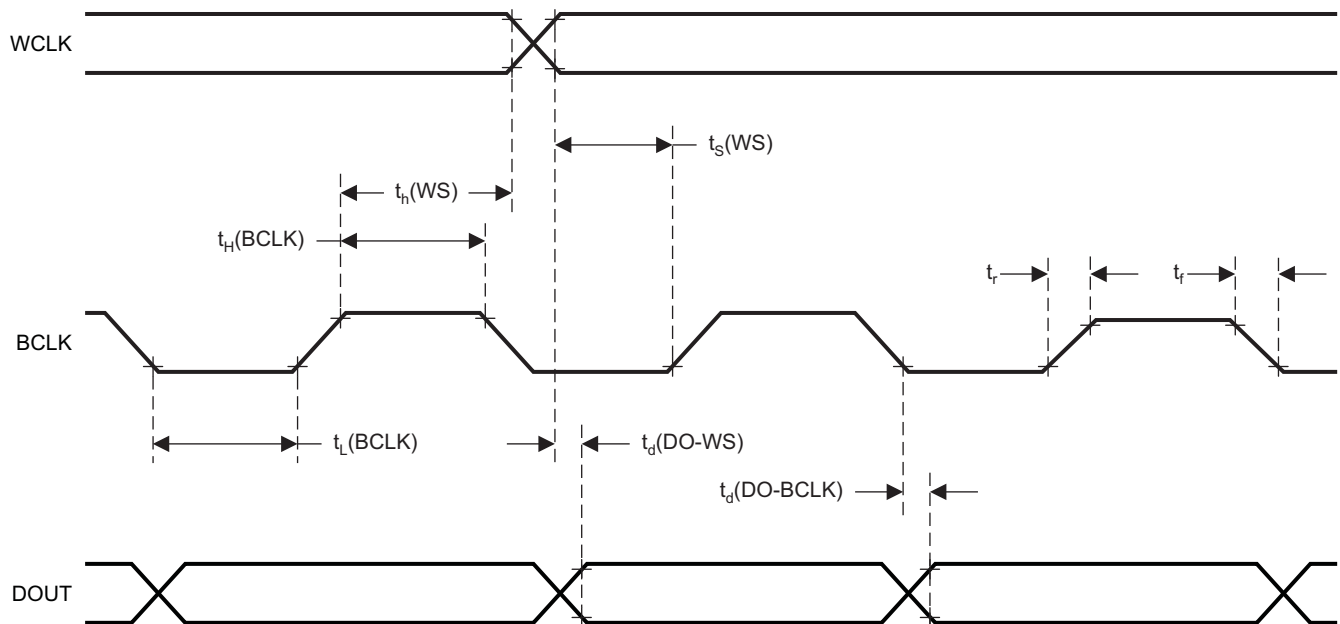 WCLK
tS(WS)
th(WS)
tH(BCLK)
tr
tf
BCLK
tL(BCLK)
td(DO-WS)
td(DO-BCLK)
DOUT